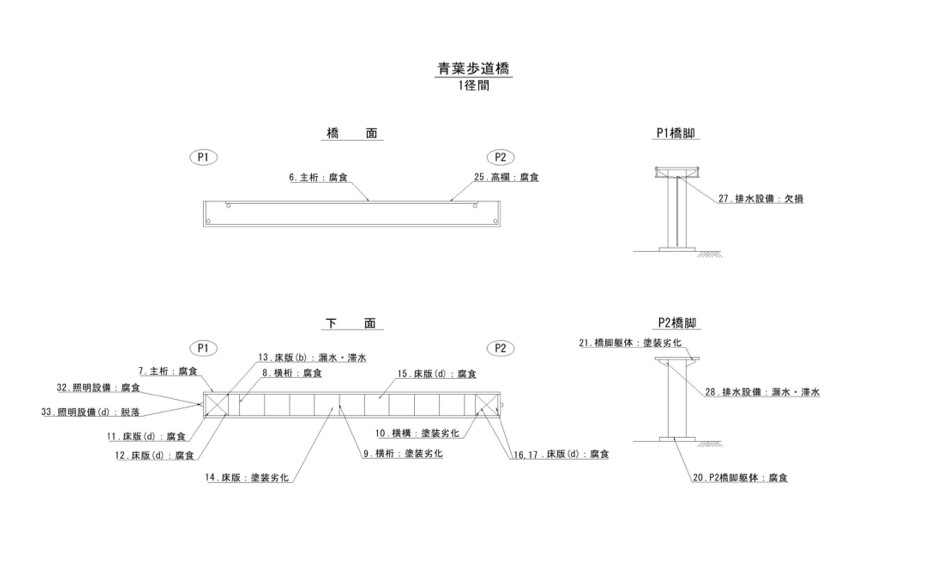 青葉歩道橋
1径間
橋　　面
P1橋脚
P1
P2
6.主桁：腐食
25.高欄：腐食
27.排水設備：欠損
下　　面
P2橋脚
P1
P2
21.橋脚躯体：塗装劣化
13.床版(b)：漏水・滞水
7.主桁：腐食
8.横桁：腐食
15.床版(d)：腐食
32.照明設備：腐食
28.排水設備：漏水・滞水
33.照明設備(d)：脱落
11.床版(d)：腐食
10.横構：塗装劣化
12.床版(d)：腐食
9.横桁：塗装劣化
16,17.床版(d)：腐食
14.床版：塗装劣化
20.P2橋脚躯体：腐食